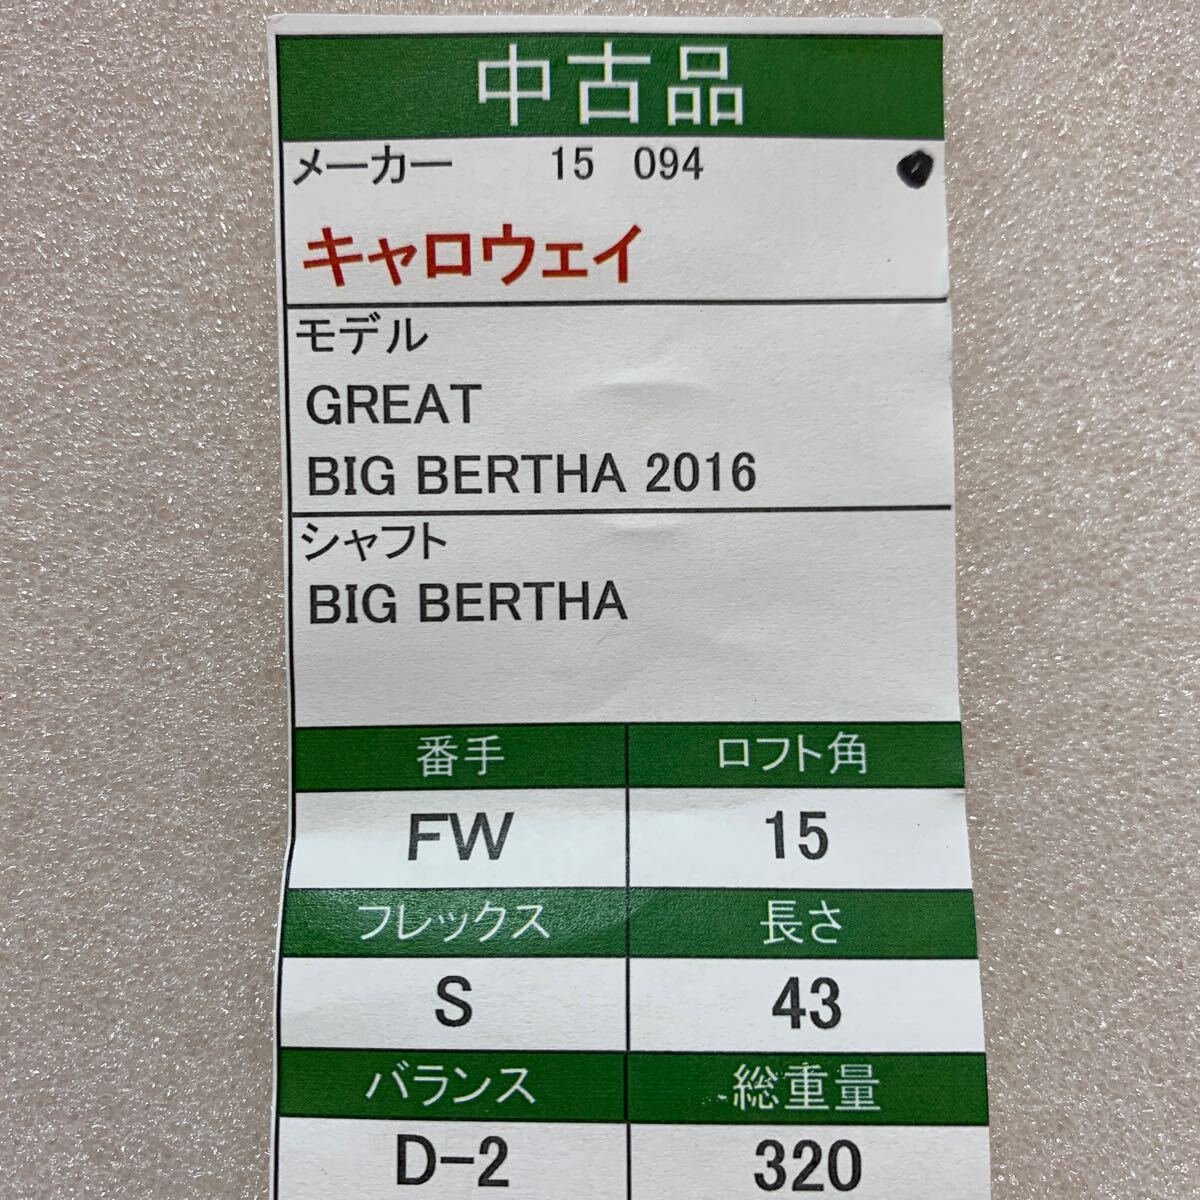 中古品
メーカー 15 094
キャロウェイ
モデル
GREAT
BIG BERTHA 2016
シャフト
BIG BERTHA
番手 ロフト角
FW 15
フレックス 長さ
S 43
バランス 総重量
D-2 320